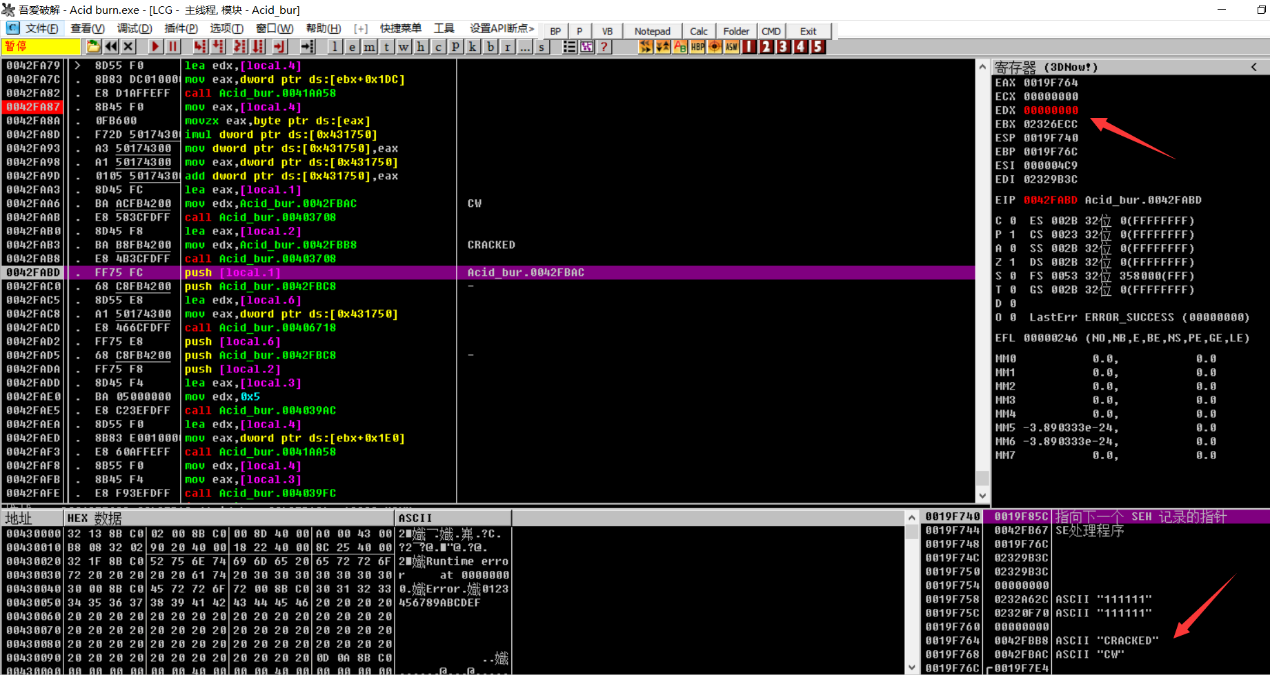 吾爱破解 - Acid burn.exe - [LCG - 主线程, 模块 - Acid_bur]
文件(F) 查看(V) 调试(D) 插件(P) 选项(T) 窗口(W) 帮助(H) [+] 快捷菜单 工具 设置API断点> BP P VB Notepad Calc Folder CMD Exit
暂停 l e m t w h c P k b r ... s ? HBP ASM 1 2 3 4 5
0042FA79 > 8D55 F0 lea edx,[local.4]
0042FA7C . 8B83 DC010000 mov eax,dword ptr ds:[ebx+0x1DC]
0042FA82 . E8 D1AFFEFF call Acid_bur.0041AA58
0042FA87 . 8B45 F0 mov eax,[local.4]
0042FA8A . 0FB600 movzx eax,byte ptr ds:[eax]
0042FA8D . F72D 5017430 imul dword ptr ds:[0x431750]
0042FA93 . A3 50174300 mov dword ptr ds:[0x431750],eax
0042FA98 . A1 50174300 mov eax,dword ptr ds:[0x431750]
0042FA9D . 0105 5017430 add dword ptr ds:[0x431750],eax
0042FAA3 . 8D45 FC lea eax,[local.1]
0042FAA6 . BA ACFB4200 mov edx,Acid_bur.0042FBAC CW
0042FAAB . E8 583CFDFF call Acid_bur.00403708
0042FAB0 . 8D45 F8 lea eax,[local.2]
0042FAB3 . BA B8FB4200 mov edx,Acid_bur.0042FBB8 CRACKED
0042FAB8 . E8 4B3CFDFF call Acid_bur.00403708
0042FABD . FF75 FC push [local.1] Acid_bur.0042FBAC
0042FAC0 . 68 C8FB4200 push Acid_bur.0042FBC8 -
0042FAC5 . 8D55 E8 lea edx,[local.6]
0042FAC8 . A1 50174300 mov eax,dword ptr ds:[0x431750]
0042FACD . E8 466CFDFF call Acid_bur.00406718
0042FAD2 . FF75 E8 push [local.6]
0042FAD5 . 68 C8FB4200 push Acid_bur.0042FBC8 -
0042FADA . FF75 F8 push [local.2]
0042FADD . 8D45 F4 lea eax,[local.3]
0042FAE0 . BA 05000000 mov edx,0x5
0042FAE5 . E8 C23EFDFF call Acid_bur.004039AC
0042FAEA . 8D55 F0 lea edx,[local.4]
0042FAED . 8B83 E0010000 mov eax,dword ptr ds:[ebx+0x1E0]
0042FAF3 . E8 60AFFEFF call Acid_bur.0041AA58
0042FAF8 . 8B55 F0 mov edx,[local.4]
0042FAFB . 8B45 F4 mov eax,[local.3]
0042FAFE . E8 F93EFDFF call Acid_bur.004039FC
寄存器 (3DNow!) <
EAX 0019F764
ECX 00000000
EDX 00000000
EBX 02326ECC
ESP 0019F740
EBP 0019F76C
ESI 000004C9
EDI 02329B3C
EIP 0042FABD Acid_bur.0042FABD
C 0 ES 002B 32位 0(FFFFFFFF)
P 1 CS 0023 32位 0(FFFFFFFF)
A 0 SS 002B 32位 0(FFFFFFFF)
Z 1 DS 002B 32位 0(FFFFFFFF)
S 0 FS 0053 32位 358000(FFF)
T 0 GS 002B 32位 0(FFFFFFFF)
D 0
O 0 LastErr ERROR_SUCCESS (00000000)
EFL 00000246 (NO,NB,E,BE,NS,PE,GE,LE)
MM0 0.0, 0.0
MM1 0.0, 0.0
MM2 0.0, 0.0
MM3 0.0, 0.0
MM4 0.0, 0.0
MM5 -3.890333e-24, 0.0
MM6 -3.890333e-24, 0.0
MM7 0.0, 0.0
地址 HEX 数据 ASCII
00430000 32 13 8B C0 02 00 8B C0 00 8D 40 00 A0 00 43 00
00430010 B8 08 32 02 90 20 40 00 18 22 40 00 8C 25 40 00
00430020 32 1F 8B C0 52 75 6E 74 69 6D 65 20 65 72 72 6F 2■媙Runtime erro
00430030 72 20 20 20 20 20 61 74 20 30 30 30 30 30 30 30 r at 0000000
00430040 30 00 8B C0 45 72 72 6F 72 00 8B C0 30 31 32 33 0.媙Error.媙0123
00430050 34 35 36 37 38 39 41 42 43 44 45 46 20 20 20 20 456789ABCDEF
00430060 20 20 20 20 20 20 20 20 20 20 20 20 20 20 20 20
00430070 20 20 20 20 20 20 20 20 20 20 20 20 20 20 20 20
00430080 20 20 20 20 20 20 20 20 20 20 20 20 20 20 20 20
00430090 20 20 20 20 20 20 20 20 20 20 20 20 0D 0A 8B C0 ..媙
0019F740 0019F85C 指向下一个 SEH 记录的指针
0019F744 0042FB67 SE处理程序
0019F748 0019F76C
0019F74C 02329B3C
0019F750 02329B3C
0019F754 00000000
0019F758 0232A62C ASCII "111111"
0019F75C 02320F70 ASCII "111111"
0019F760 00000000
0019F764 0042FBB8 ASCII "CRACKED"
0019F768 0042FBAC ASCII "CW"
0019F76C 0019F7E4